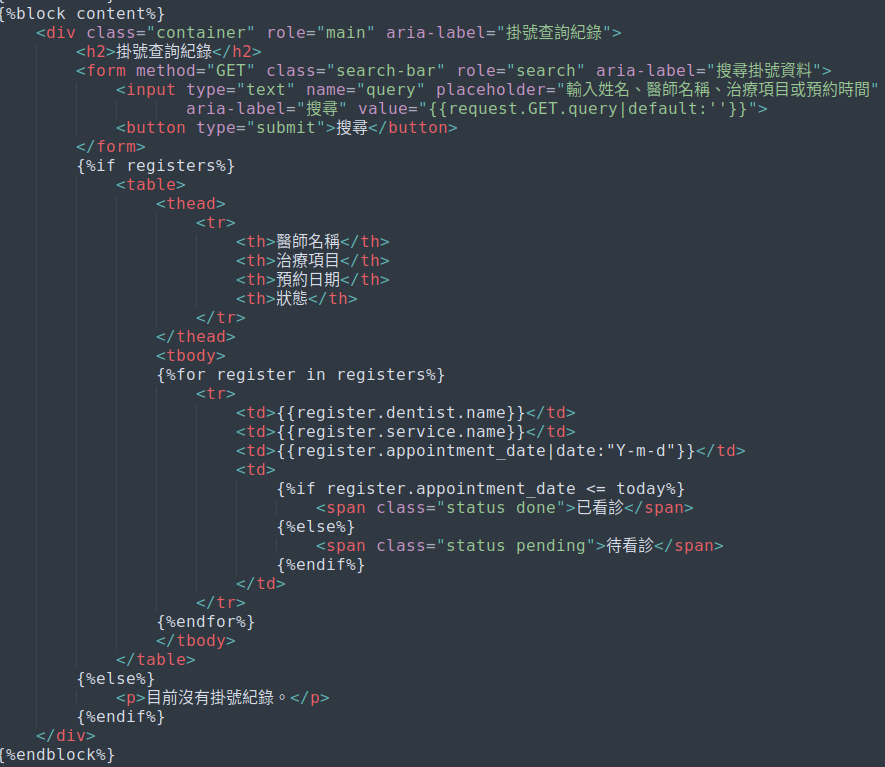 {%block content%}
<div class="container" role="main" aria-label="掛號查詢紀錄">
<h2>掛號查詢紀錄</h2>
<form method="GET" class="search-bar" role="search" aria-label="搜尋掛號資料">
<input type="text" name="query" placeholder="輸入姓名、醫師名稱、治療項目或預約時間"
aria-label="搜尋" value="{{request.GET.query|default:''}}">
<button type="submit">搜尋</button>
</form>
{%if registers%}
<table>
<thead>
<tr>
<th>醫師名稱</th>
<th>治療項目</th>
<th>預約日期</th>
<th>狀態</th>
</tr>
</thead>
<tbody>
{%for register in registers%}
<tr>
<td>{{register.dentist.name}}</td>
<td>{{register.service.name}}</td>
<td>{{register.appointment_date|date:"Y-m-d"}}</td>
<td>
{%if register.appointment_date <= today%}
<span class="status done">已看診</span>
{%else%}
<span class="status pending">待看診</span>
{%endif%}
</td>
</tr>
{%endfor%}
</tbody>
</table>
{%else%}
<p>目前沒有掛號紀錄。</p>
{%endif%}
</div>
{%endblock%}